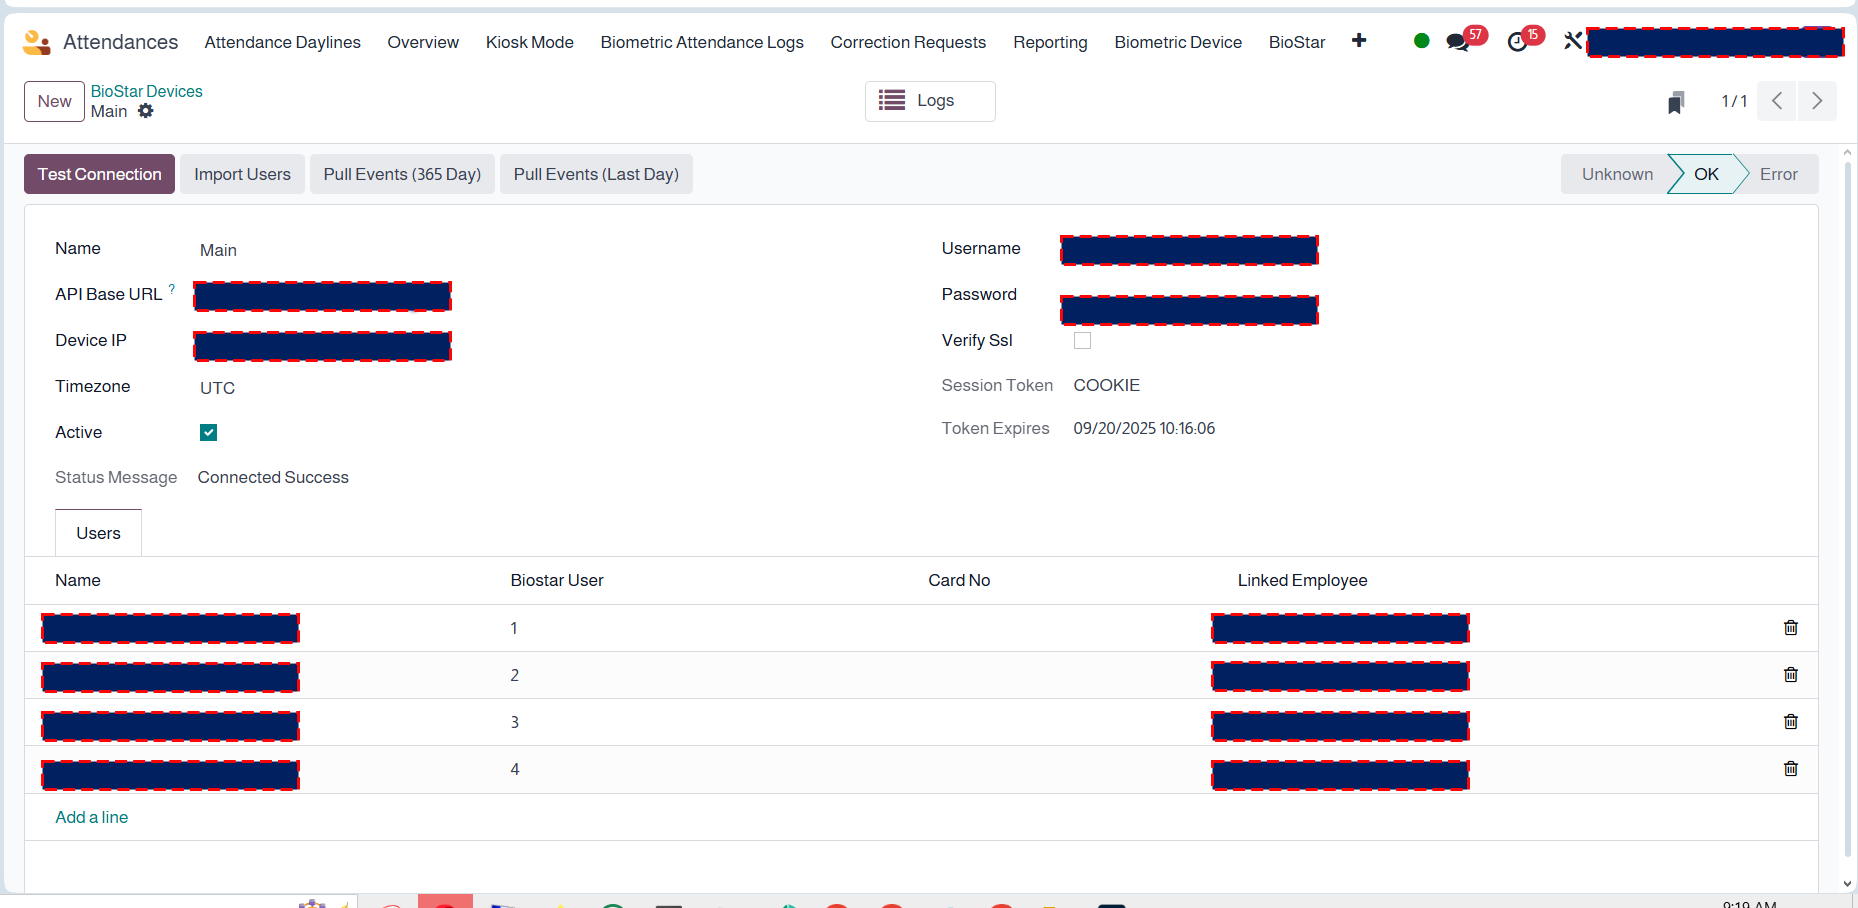 Attendances Attendance Daylines Overview Kiosk Mode Biometric Attendance Logs Correction Requests Reporting Biometric Device BioStar 57 15
New BioStar Devices Logs 1 / 1
Main
Test Connection Import Users Pull Events (365 Day) Pull Events (Last Day) Unknown OK Error
Name Main Username
API Base URL ? Password
Device IP Verify Ssl
Timezone UTC Session Token COOKIE
Active Token Expires 09/20/2025 10:16:06
Status Message Connected Success
Users
Name Biostar User Card No Linked Employee
1
2
3
4
Add a line
9:19 AM